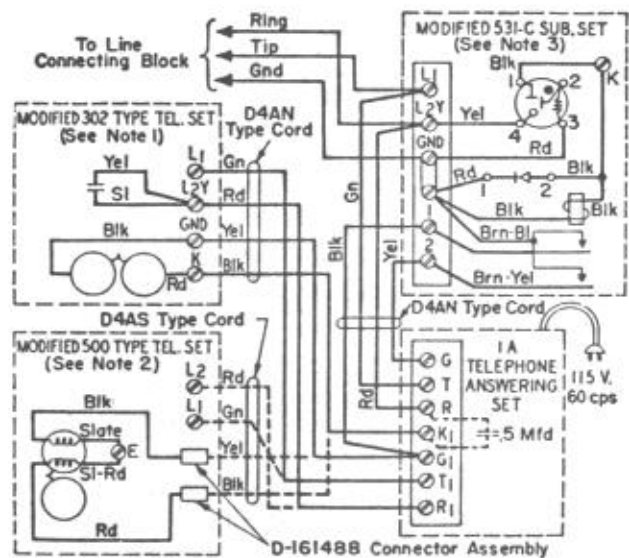 Ring
To Line
Connecting Block
Tip
Gnd
MODIFIED 531-C SUB. SET
(See Note 3)
Blk
1
2
K
L1
L2Y
Yel
4
3
GND
Rd
Rd
1
2
Blk
Blk
Blk
1
Brn-Bl
2
Brn-Yel
MODIFIED 302 TYPE TEL. SET
(See Note 1)
D4AN
Type Cord
Yel
Sl
L1
Gn
L2Y
Rd
Blk
GND
Yel
K
Rd
Blk
Gn
Blk
Yel
Rd
D4AN Type Cord
D4AS Type Cord
MODIFIED 500 TYPE TEL. SET
(See Note 2)
L2
Rd
L1
Gn
Blk
Slate
E
Sl-Rd
Yel
Blk
Rd
D-161488 Connector Assembly
G
T
R
K1
G1
T1
R1
1A
TELEPHONE
ANSWERING
SET
.5 Mfd
115 V.
60 cps